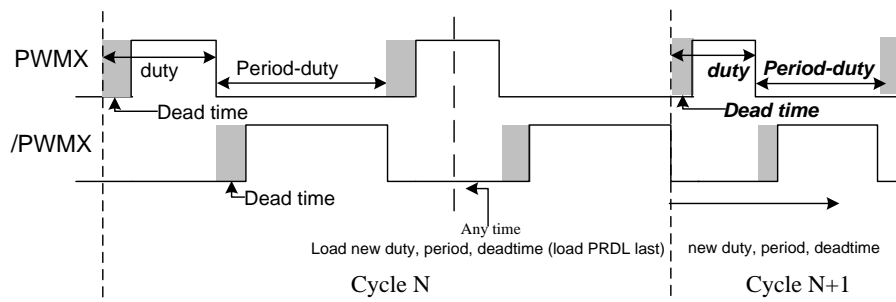 PWMX
duty
Period-duty
Dead time
duty
Period-duty
Dead time
/PWMX
Dead time
Any time
Load new duty, period, deadtime (load PRDL last)
new duty, period, deadtime
Cycle N
Cycle N+1